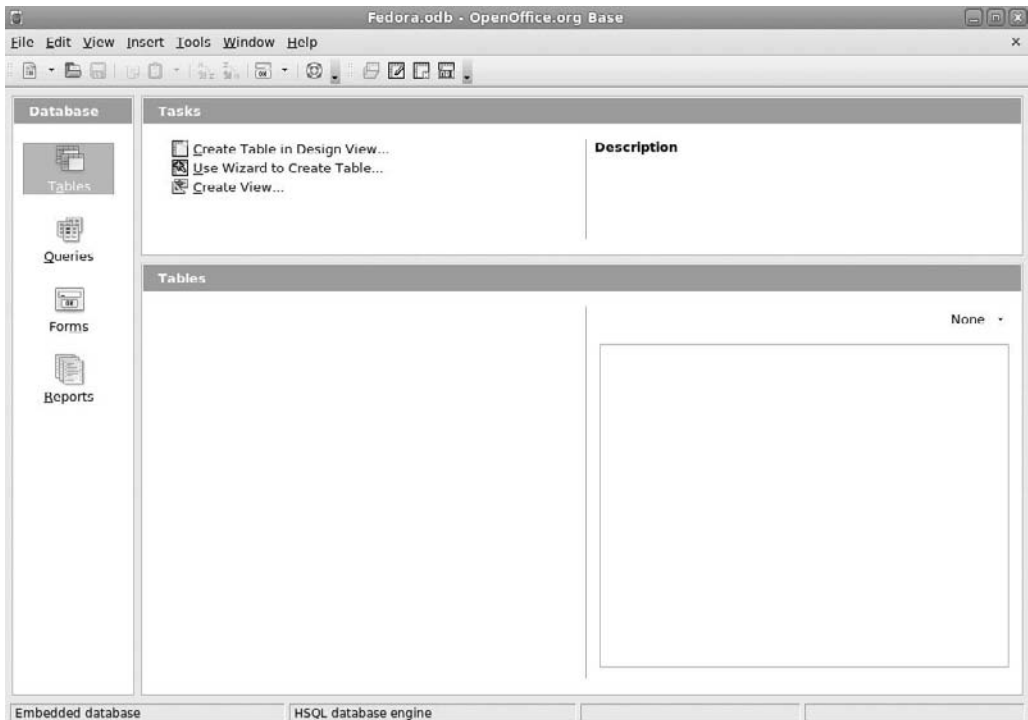 Fedora.odb - OpenOffice.org Base
File Edit View Insert Tools Window Help
Database
Tables
Queries
Forms
Reports
Tasks
Create Table in Design View...
Use Wizard to Create Table...
Create View...
Description
Tables
None
Embedded database
HSQL database engine